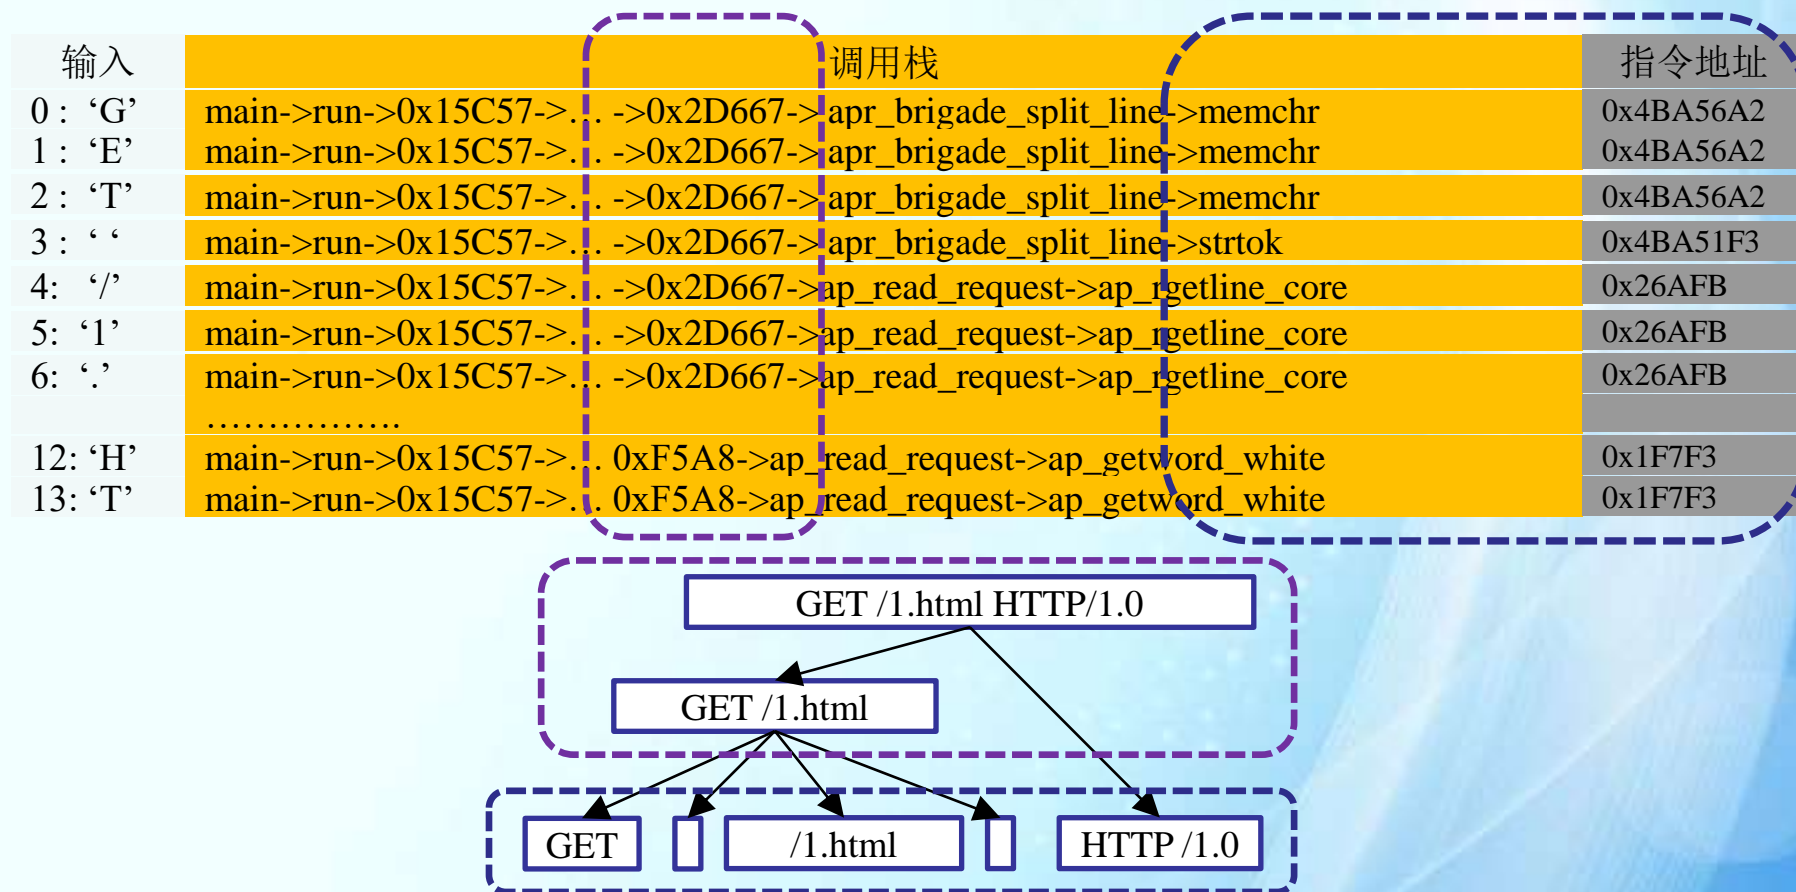 输入 调用栈 指令地址
0 : ‘G’ main->run->0x15C57->… ->0x2D667-> apr_brigade_split_line->memchr 0x4BA56A2
1 : ‘E’ main->run->0x15C57->… ->0x2D667-> apr_brigade_split_line->memchr 0x4BA56A2
2 : ‘T’ main->run->0x15C57->… ->0x2D667-> apr_brigade_split_line->memchr 0x4BA56A2
3 : ‘ ‘ main->run->0x15C57->… ->0x2D667-> apr_brigade_split_line->strtok 0x4BA51F3
4: ‘/’ main->run->0x15C57->… ->0x2D667->ap_read_request->ap_rgetline_core 0x26AFB
5: ‘1’ main->run->0x15C57->… ->0x2D667->ap_read_request->ap_rgetline_core 0x26AFB
6: ‘.’ main->run->0x15C57->… ->0x2D667->ap_read_request->ap_rgetline_core 0x26AFB
…………….
12: ‘H’ main->run->0x15C57->… 0xF5A8->ap_read_request->ap_getword_white 0x1F7F3
13: ‘T’ main->run->0x15C57->… 0xF5A8->ap_read_request->ap_getword_white 0x1F7F3
GET /1.html HTTP/1.0
GET /1.html
GET /1.html HTTP /1.0